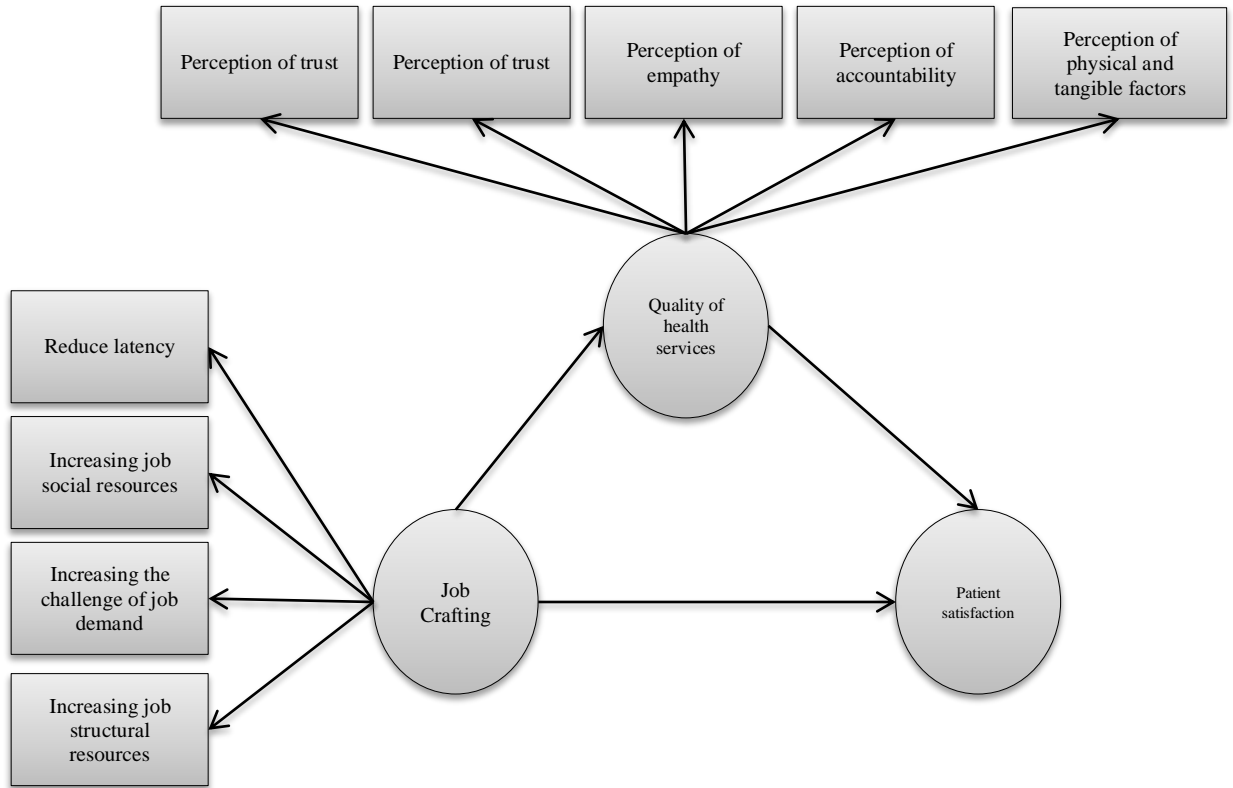 Perception of trust
Perception of trust
Perception of
empathy
Perception of
accountability
Perception of
physical and
tangible factors
Quality of
health
services
Reduce latency
Increasing job
social resources
Increasing the
challenge of job
demand
Increasing job
structural
resources
Job
Crafting
Patient
satisfaction